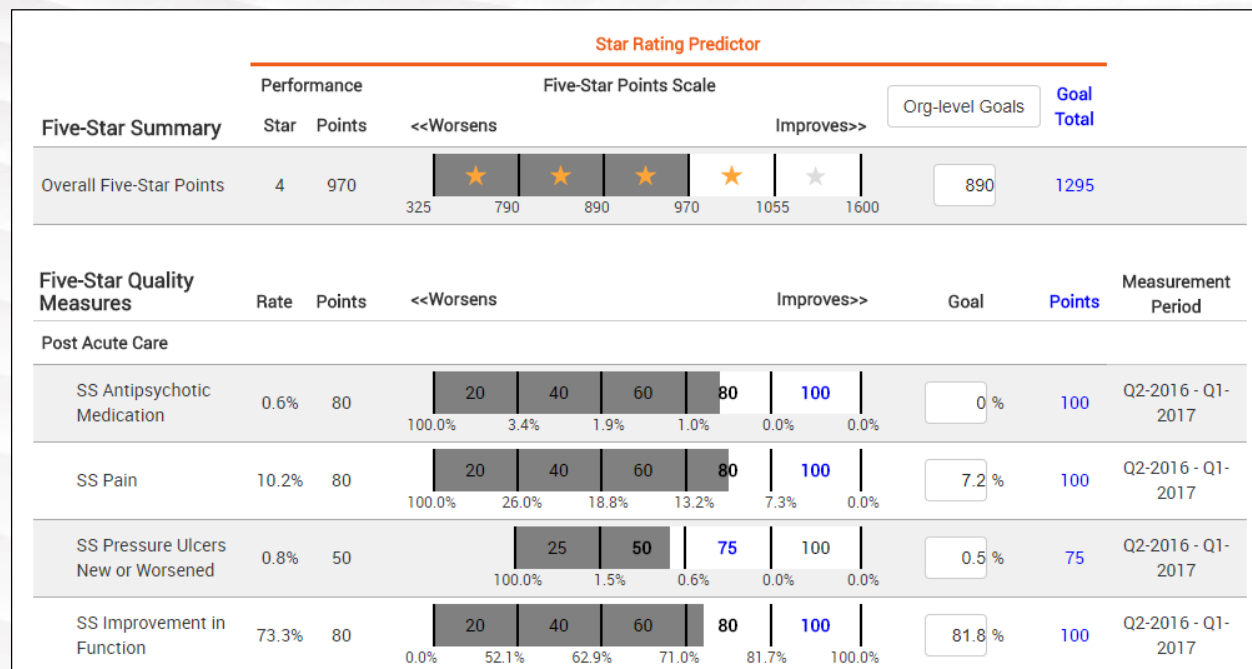 Star Rating Predictor
Performance Five-Star Points Scale Org-level Goals Goal Total
Five-Star Summary Star Points <<Worsens Improves>>
Overall Five-Star Points 4 970 890 1295
325 790 890 970 1055 1600
Five-Star Quality Measures Rate Points <<Worsens Improves>> Goal Points Measurement Period
Post Acute Care
SS Antipsychotic Medication 0.6% 80 20 40 60 80 100 0 % 100 Q2-2016 - Q1-2017
100.0% 3.4% 1.9% 1.0% 0.0% 0.0%
SS Pain 10.2% 80 20 40 60 80 100 7.2 % 100 Q2-2016 - Q1-2017
100.0% 26.0% 18.8% 13.2% 7.3% 0.0%
SS Pressure Ulcers New or Worsened 0.8% 50 25 50 75 100 0.5 % 75 Q2-2016 - Q1-2017
100.0% 1.5% 0.6% 0.0% 0.0%
SS Improvement in Function 73.3% 80 20 40 60 80 100 81.8 % 100 Q2-2016 - Q1-2017
0.0% 52.1% 62.9% 71.0% 81.7% 100.0%